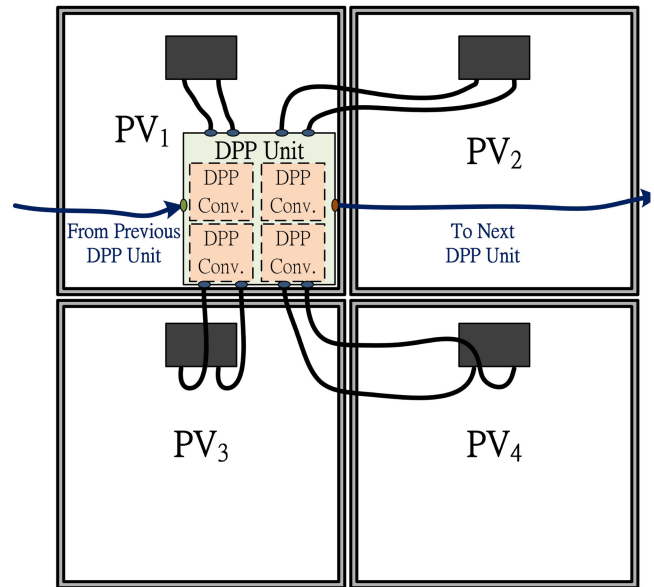 PV₁
PV₂
DPP Unit
DPP
Conv.
DPP
Conv.
DPP
Conv.
DPP
Conv.
From Previous
DPP Unit
To Next
DPP Unit
PV₃
PV₄